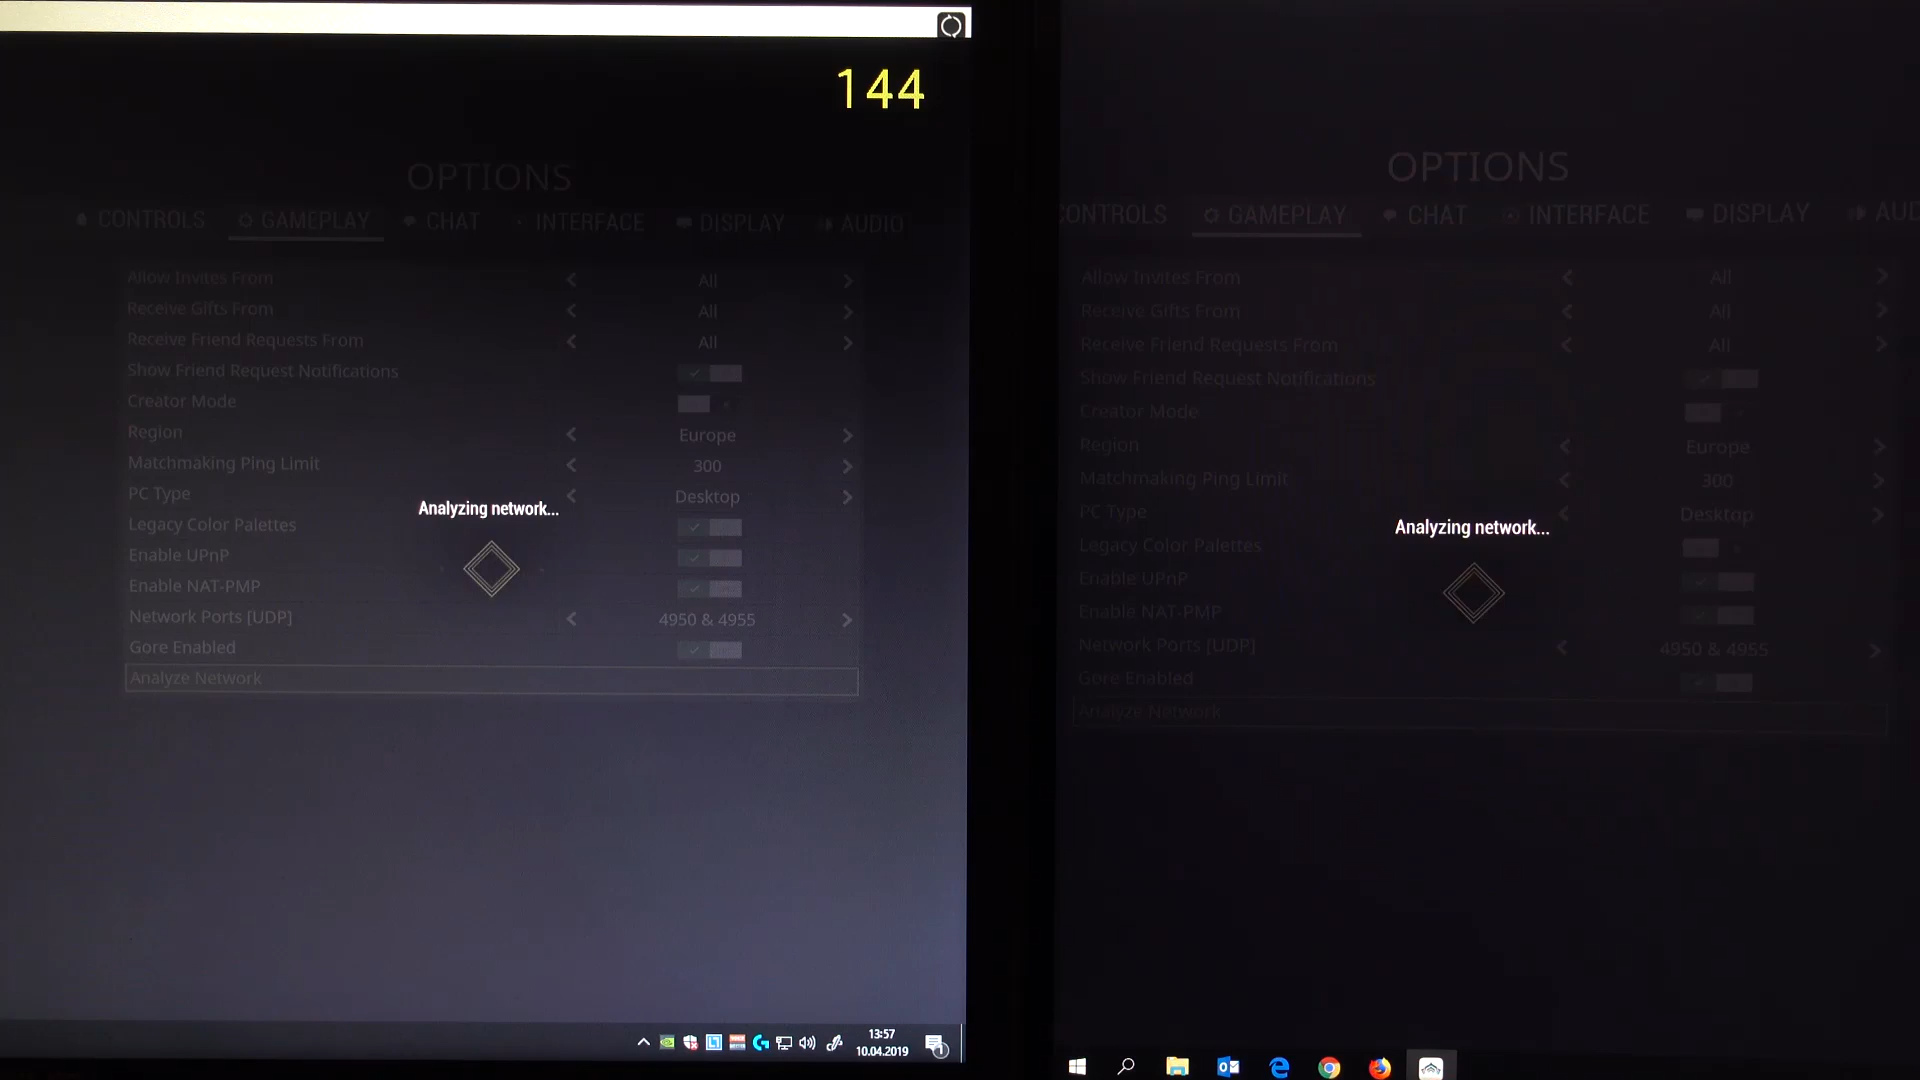 144
OPTIONS
CONTROLS GAMEPLAY CHAT INTERFACE DISPLAY AUDIO
Allow Invites From All
Receive Gifts From All
Receive Friend Requests From All
Show Friend Request Notifications
Creator Mode
Region Europe
Matchmaking Ping Limit 300
PC Type Desktop
Analyzing network...
Legacy Color Palettes
Enable UPnP
Enable NAT-PMP
Network Ports [UDP] 4950 & 4955
Gore Enabled
Analyze Network
13:57
10.04.2019
1
OPTIONS
ONTROLS GAMEPLAY CHAT INTERFACE DISPLAY AUD
Allow Invites From All
Receive Gifts From All
Receive Friend Requests From All
Show Friend Request Notifications
Creator Mode
Region Europe
Matchmaking Ping Limit 300
PC Type Desktop
Analyzing network...
Legacy Color Palettes
Enable UPnP
Enable NAT-PMP
Network Ports [UDP] 4950 & 4955
Gore Enabled
Analyze Network